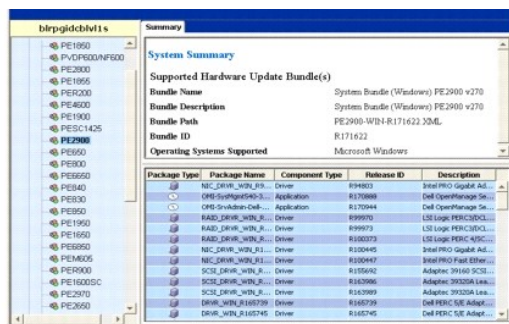 blrpgidcbivl1s
PE1850
PVDP600/NF600
PE2800
PE1855
PER200
PE4600
PE1900
PESC1425
PE2900
PE650
PE800
PE6650
PE840
PE830
PE850
PE1950
PE1650
PE6850
PEM605
PER900
PE1600SC
PE2970
PE2650
Summary
System Summary
Supported Hardware Update Bundle(s)
Bundle Name System Bundle (Windows) PE2900 v270
Bundle Description System Bundle (Windows) PE2900 v270
Bundle Path PE2900-WIN-R171622.XML
Bundle ID R171622
Operating Systems Supported Microsoft Windows
Package Type Package Name Component Type Release ID Description
NIC_DRVR_WIN_R9... Driver R94803 Intel PRO Gigabit Ad...
OMI-SysMgmt540-3... Application R170888 Dell OpenManage Se...
OMI-SrvAdmin-Dell-... Application R170944 Dell OpenManage Se...
RAID_DRVR_WIN_R... Driver R99970 LSI Logic PERC3/DCL...
RAID_DRVR_WIN_R... Driver R99973 LSI Logic PERC3/DCL...
RAID_DRVR_WIN_R... Driver R100373 LSI Logic PERC 4/SC...
NIC_DRVR_WIN_R1... Driver R100445 Intel PRO Gigabit Ad...
NIC_DRVR_WIN_R1... Driver R100447 Intel PRO Fast Ether...
SCSI_DRVR_WIN_R... Driver R155692 Adaptec 39160 SCSI...
SCSI_DRVR_WIN_R... Driver R163986 Adaptec 39320A Lea...
SCSI_DRVR_WIN_R... Driver R163989 Adaptec 39320A Lea...
DRVR_WIN_R165739 Driver R165739 Dell PERC 5/E Adapt...
DRVR_WIN_R165745 Driver R165745 Dell PERC 5/E Adapt...